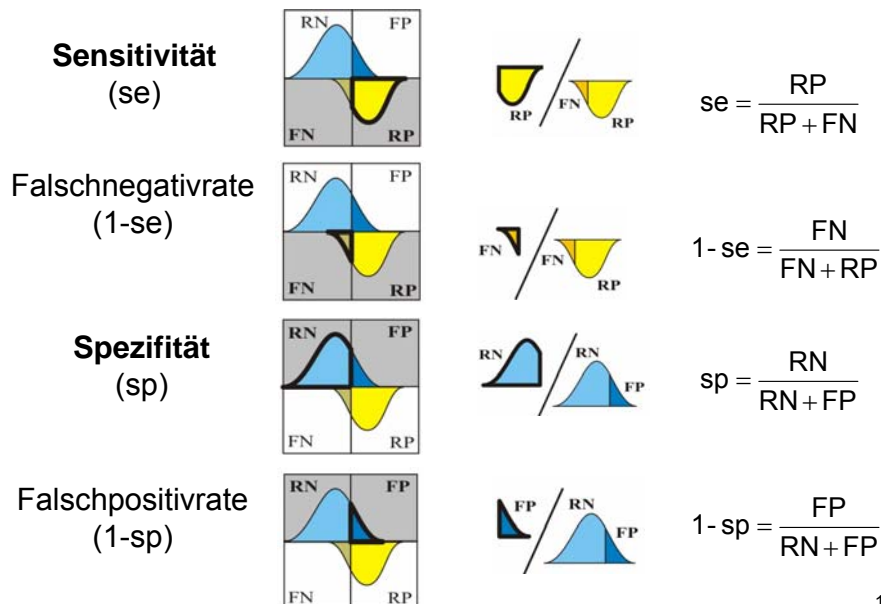 Sensitivität
(se)
RN FP
FN RP
RP
FN
RP
se = RP / RP + FN
Falschnegativrate
(1-se)
RN FP
FN RP
FN
FN
RP
1 - se = FN / FN + RP
Spezifität
(sp)
RN FP
FN RP
RN
RN
FP
sp = RN / RN + FP
Falschpositivrate
(1-sp)
RN FP
FN RP
FP
RN
FP
1 - sp = FP / RN + FP
1